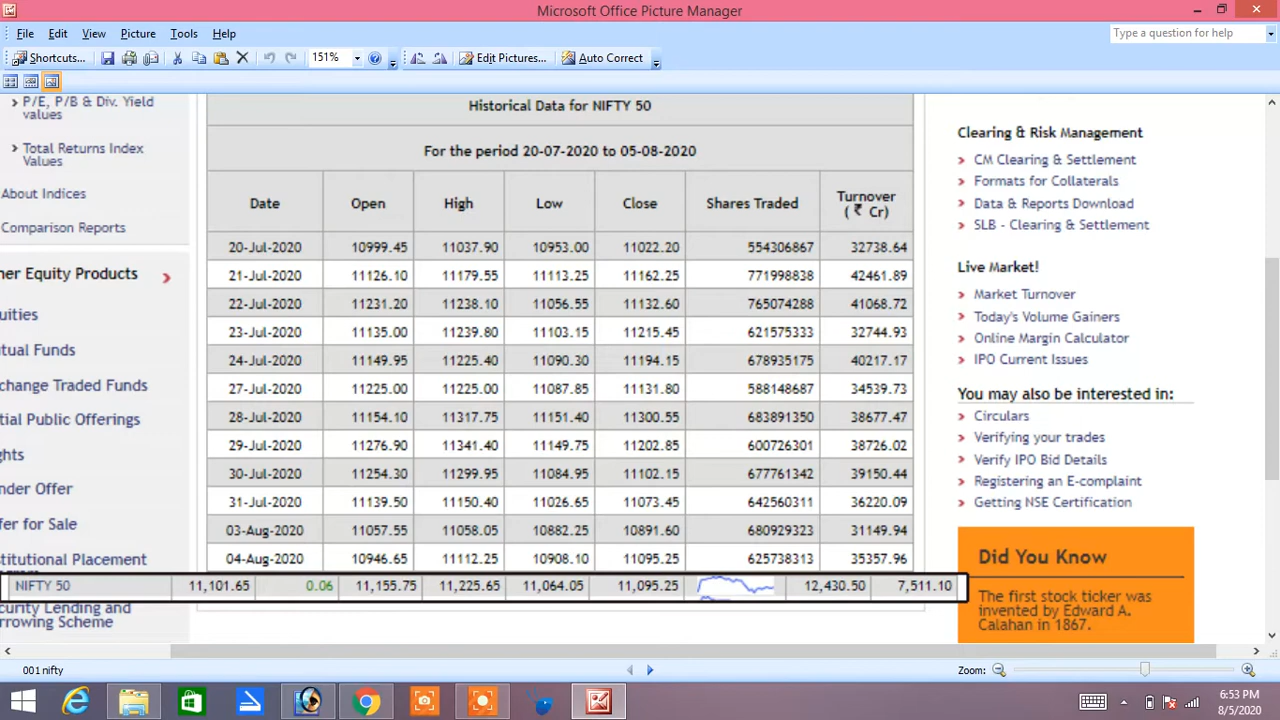 Microsoft Office Picture Manager
File Edit View Picture Tools Help
Type a question for help
Shortcuts... 151% Edit Pictures... Auto Correct
P/E, P/B & Div. Yield
values
Total Returns Index
Values
About Indices
Comparison Reports
ner Equity Products
uities
utual Funds
change Traded Funds
tial Public Offerings
ghts
nder Offer
fer for Sale
stitutional Placement
curity Lending and
rrowing Scheme
Historical Data for NIFTY 50
For the period 20-07-2020 to 05-08-2020
Date Open High Low Close Shares Traded Turnover
( ₹ Cr)
20-Jul-2020 10999.45 11037.90 10953.00 11022.20 554306867 32738.64
21-Jul-2020 11126.10 11179.55 11113.25 11162.25 771998838 42461.89
22-Jul-2020 11231.20 11238.10 11056.55 11132.60 765074288 41068.72
23-Jul-2020 11135.00 11239.80 11103.15 11215.45 621575333 32744.93
24-Jul-2020 11149.95 11225.40 11090.30 11194.15 678935175 40217.17
27-Jul-2020 11225.00 11225.00 11087.85 11131.80 588148687 34539.73
28-Jul-2020 11154.10 11317.75 11151.40 11300.55 683891350 38677.47
29-Jul-2020 11276.90 11341.40 11149.75 11202.85 600726301 38726.02
30-Jul-2020 11254.30 11299.95 11084.95 11102.15 677761342 39150.44
31-Jul-2020 11139.50 11150.40 11026.65 11073.45 642560311 36220.09
03-Aug-2020 11057.55 11058.05 10882.25 10891.60 680929323 31149.94
04-Aug-2020 10946.65 11112.25 10908.10 11095.25 625738313 35357.96
NIFTY 50 11,101.65 0.06 11,155.75 11,225.65 11,064.05 11,095.25 12,430.50 7,511.10
Clearing & Risk Management
CM Clearing & Settlement
Formats for Collaterals
Data & Reports Download
SLB - Clearing & Settlement
Live Market!
Market Turnover
Today's Volume Gainers
Online Margin Calculator
IPO Current Issues
You may also be interested in:
Circulars
Verifying your trades
Verify IPO Bid Details
Registering an E-complaint
Getting NSE Certification
Did You Know
The first stock ticker was
invented by Edward A.
Calahan in 1867.
001 nifty
Zoom:
6:53 PM
8/5/2020